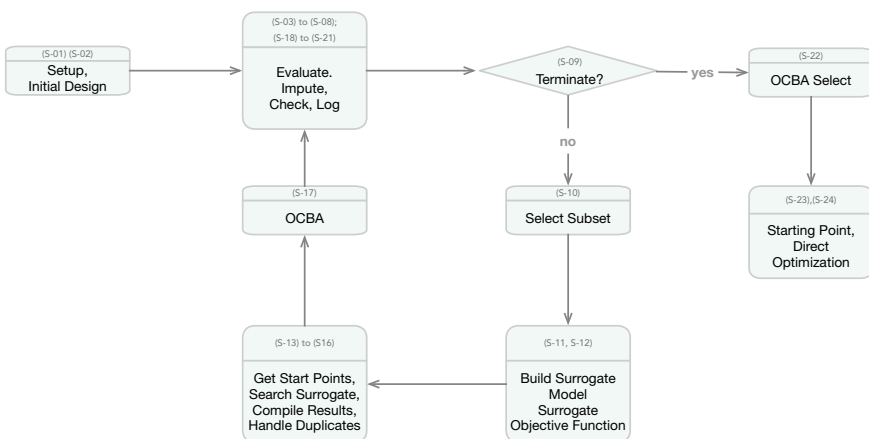 (S-01) (S-02)
Setup,
Initial Design
(S-03) to (S-08);
(S-18) to (S-21)
Evaluate.
Impute,
Check, Log
(S-09)
Terminate?
yes
(S-22)
OCBA Select
no
(S-17)
OCBA
(S-10)
Select Subset
(S-23),(S-24)
Starting Point,
Direct
Optimization
(S-13) to (S16)
Get Start Points,
Search Surrogate,
Compile Results,
Handle Duplicates
(S-11, S-12)
Build Surrogate
Model
Surrogate
Objective Function